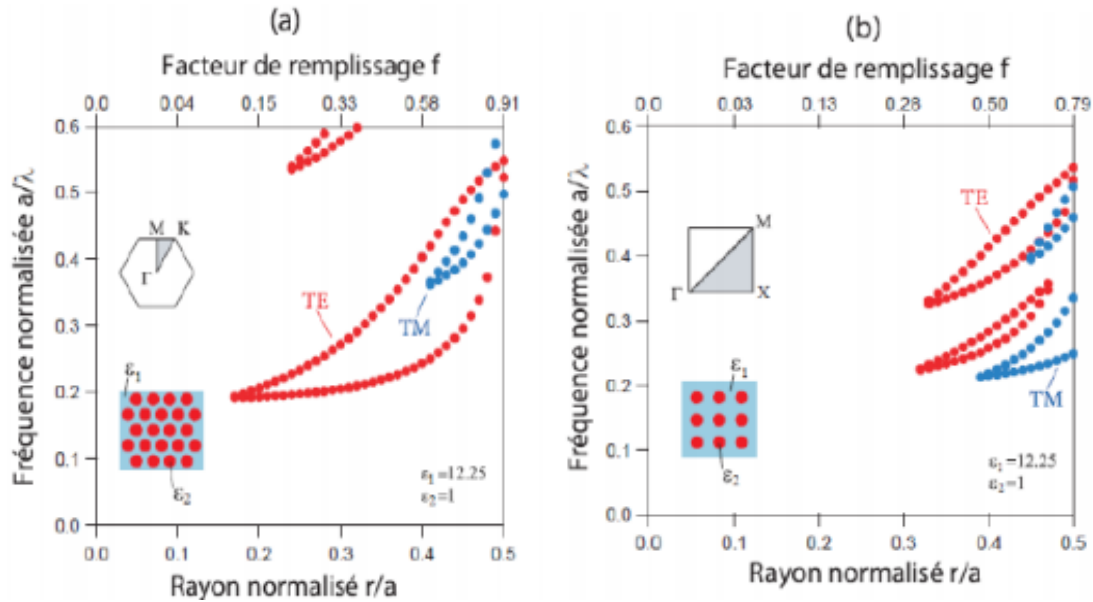 (a)
Facteur de remplissage f
0.0 0.04 0.15 0.33 0.58 0.91
0.6
0.5
0.4
0.3
0.2
0.1
0.0
Fréquence normalisée a/λ
M K
Γ
TE
TM
ε1
ε2
ε1=12.25
ε2=1
0.0 0.1 0.2 0.3 0.4 0.5
Rayon normalisé r/a
(b)
Facteur de remplissage f
0.0 0.03 0.13 0.28 0.50 0.79
0.6
0.5
0.4
0.3
0.2
0.1
0.0
Fréquence normalisée a/λ
M
Γ X
TE
TM
ε1
ε2
ε1=12.25
ε2=1
0.0 0.1 0.2 0.3 0.4 0.5
Rayon normalisé r/a